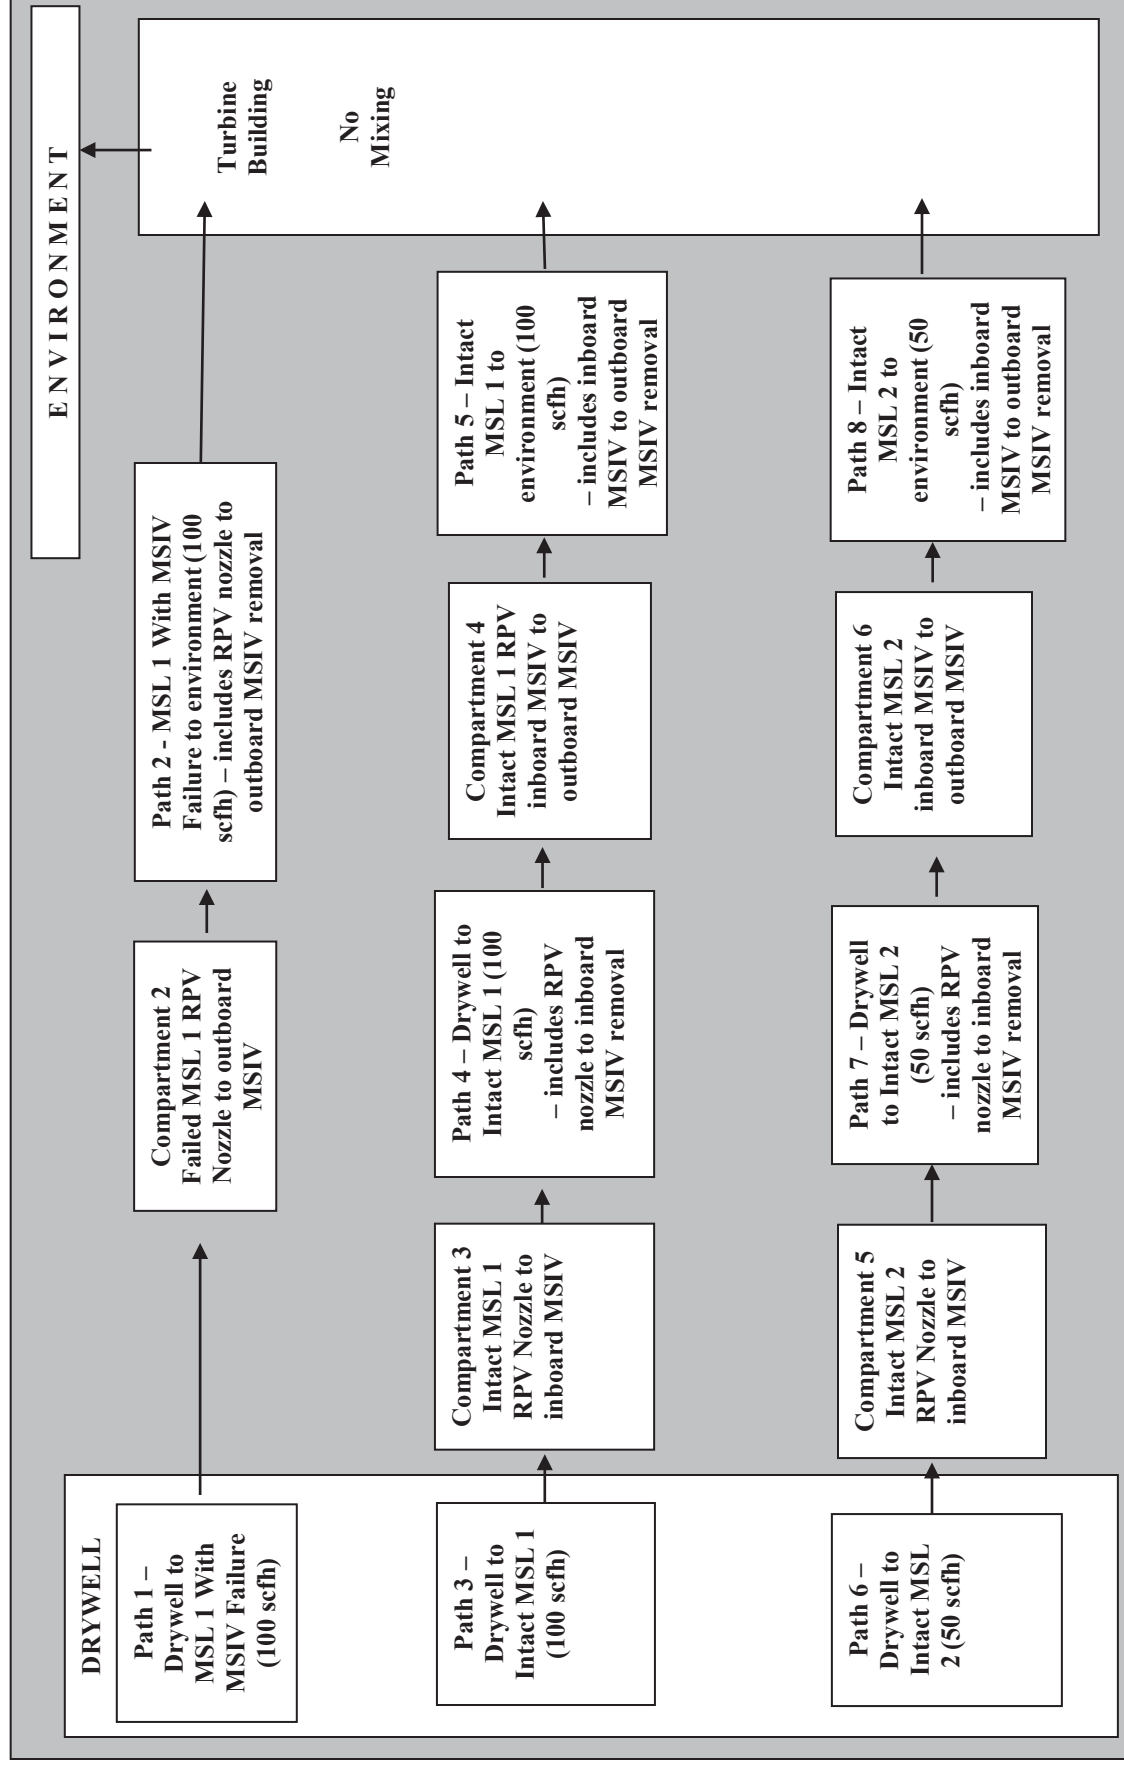 ENVIRONMENT
DRYWELL
Path 1 –
Drywell to
MSL 1 With
MSIV Failure
(100 scfh)
Compartment 2
Failed MSL 1 RPV
Nozzle to outboard
MSIV
Path 2 - MSL 1 With MSIV
Failure to environment (100
scfh) – includes RPV nozzle to
outboard MSIV removal
Turbine
Building
No
Mixing
Path 3 –
Drywell to
Intact MSL 1
(100 scfh)
Compartment 3
Intact MSL 1
RPV Nozzle to
inboard MSIV
Path 4 – Drywell to
Intact MSL 1 (100
scfh)
– includes RPV
nozzle to inboard
MSIV removal
Compartment 4
Intact MSL 1 RPV
inboard MSIV to
outboard MSIV
Path 5 – Intact
MSL 1 to
environment (100
scfh)
– includes inboard
MSIV to outboard
MSIV removal
Path 6 –
Drywell to
Intact MSL
2 (50 scfh)
Compartment 5
Intact MSL 2
RPV Nozzle to
inboard MSIV
Path 7 – Drywell
to Intact MSL 2
(50 scfh)
– includes RPV
nozzle to inboard
MSIV removal
Compartment 6
Intact MSL 2
inboard MSIV to
outboard MSIV
Path 8 – Intact
MSL 2 to
environment (50
scfh)
– includes inboard
MSIV to outboard
MSIV removal